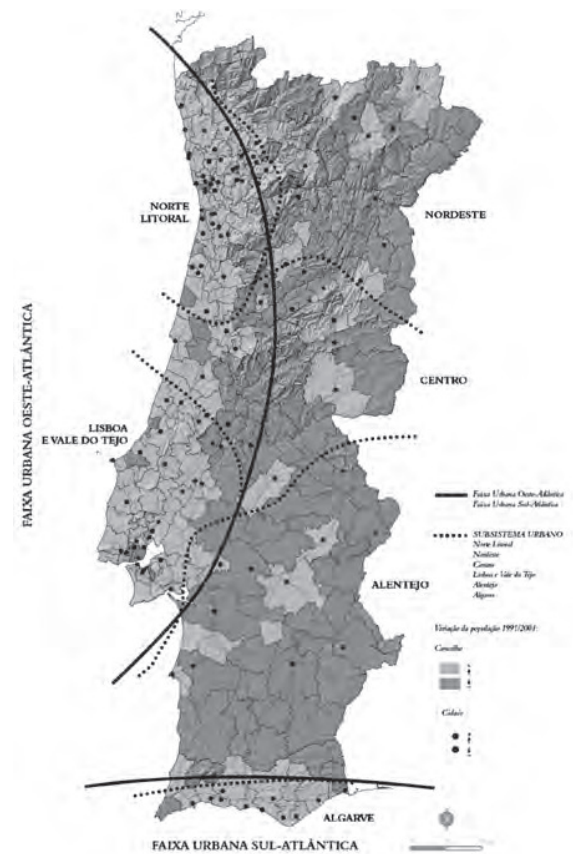 NORTE
LITORAL
NORDESTE
FAIXA URBANA OESTE-ATLÂNTICA
CENTRO
LISBOA
E VALE DO TEJO
ALENTEJO
Faixa Urbana Oeste-Atlântica
Faixa Urbana Sul-Atlântica
SUBSISTEMA URBANO
Norte Litoral
Nordeste
Centro
Lisboa e Vale do Tejo
Alentejo
Algarve
Variação da população 1991/2001:
Concelho
Cidade
ALGARVE
FAIXA URBANA SUL-ATLÂNTICA